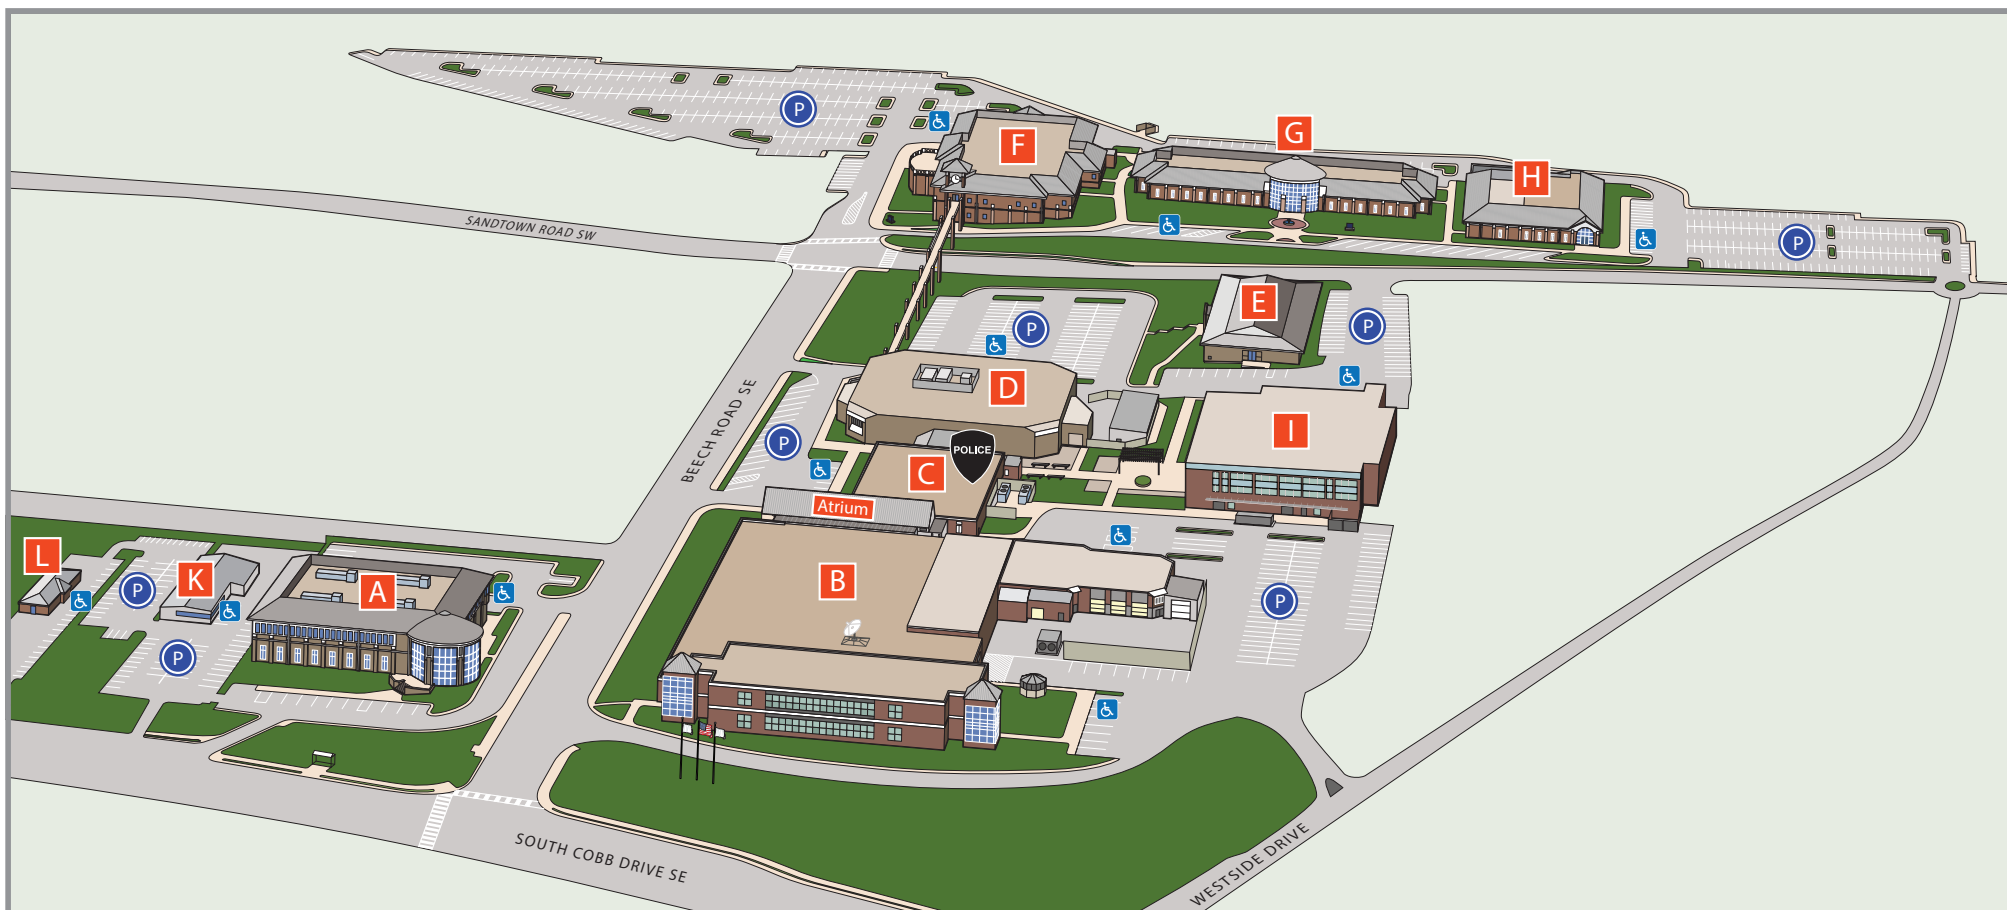 P
F
G
H
SANDTOWN ROAD SW
P
E
P
P
D
BEECH ROAD SE
P
I
C
POLICE
Atrium
L
P
K
A
B
P
P
SOUTH COBB DRIVE SE
WESTSIDE DRIVE